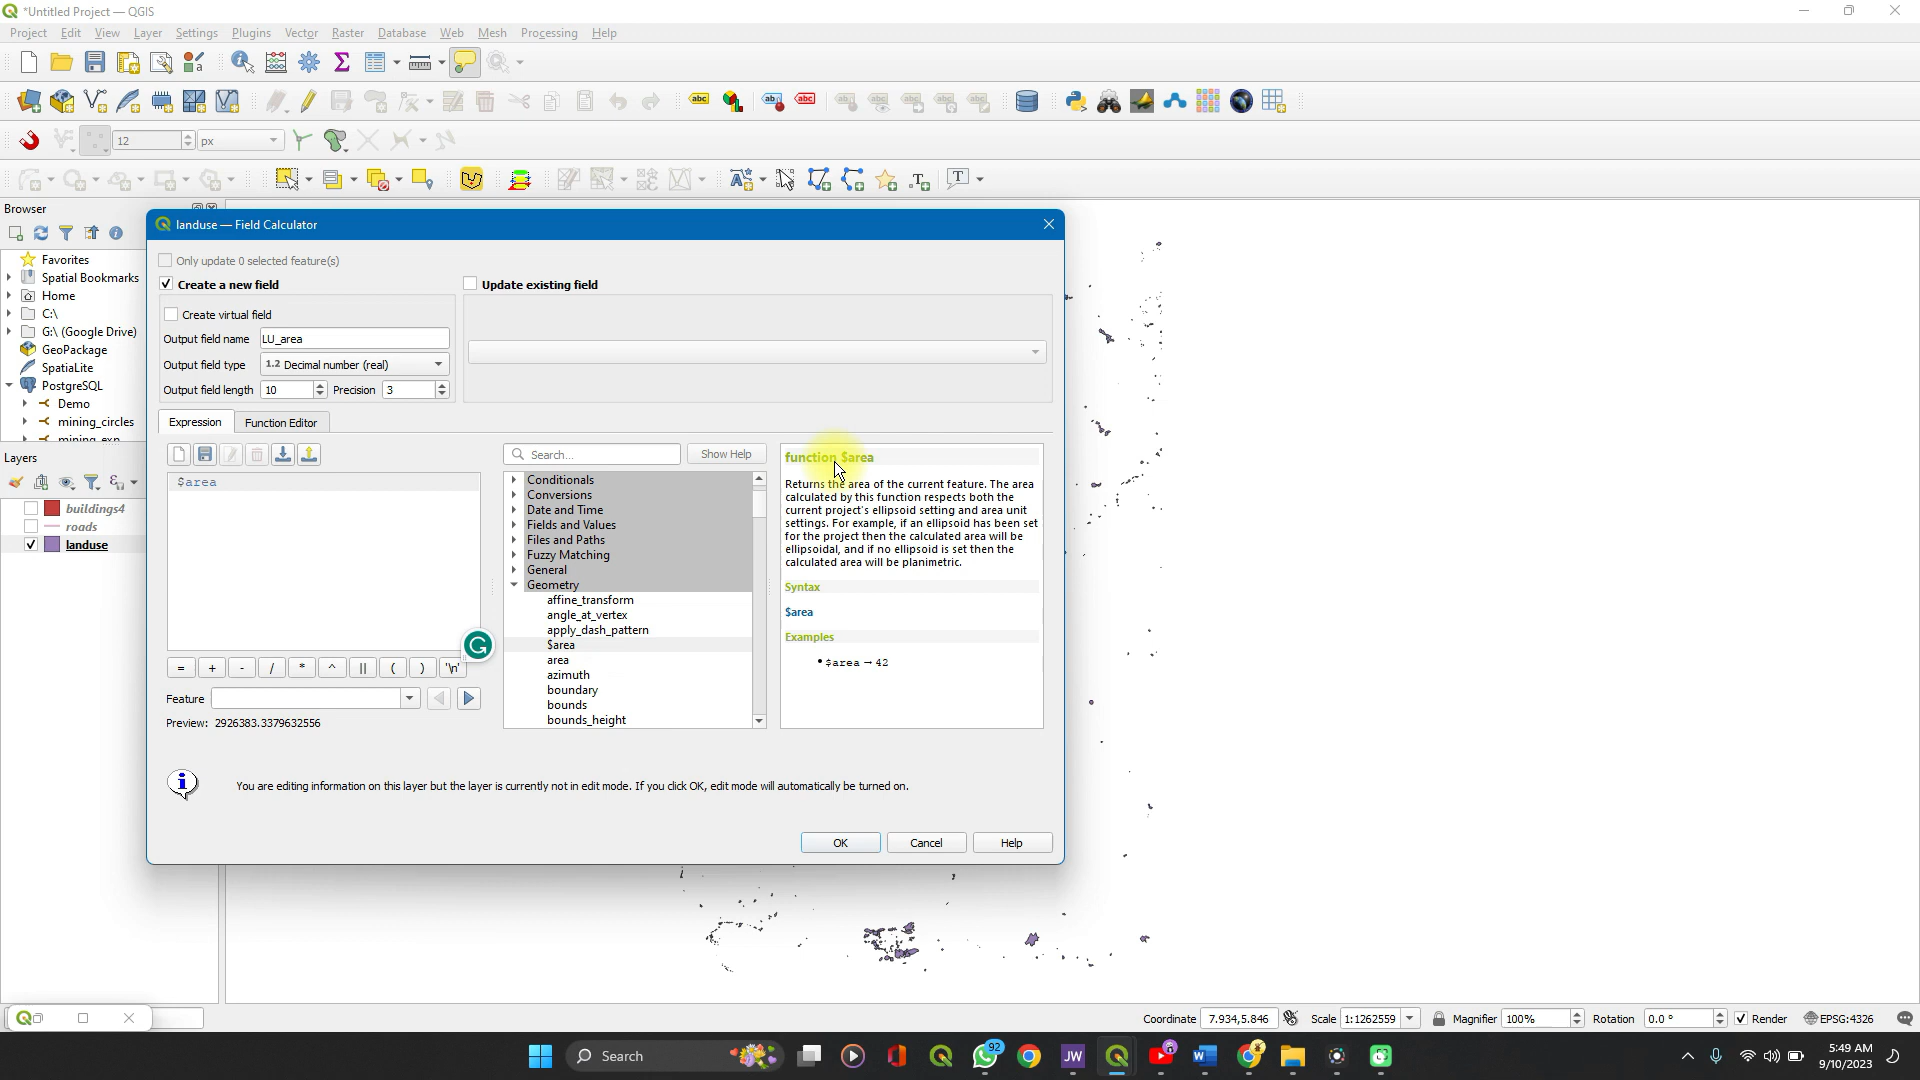 *Untitled Project — QGIS
Project Edit View Layer Settings Plugins Vector Raster Database Web Mesh Processing Help
12 px
Browser
Favorites
Spatial Bookmarks
Home
C:\
G:\ (Google Drive)
GeoPackage
SpatiaLite
PostgreSQL
Demo
mining_circles
mining_exp
Layers
buildings4
roads
landuse
landuse — Field Calculator
Only update 0 selected feature(s)
Create a new field
Update existing field
Create virtual field
Output field name LU_area
Output field type 1.2 Decimal number (real)
Output field length 10 Precision 3
Expression Function Editor
Search... Show Help
$area
= + - / * ^ || ( ) '\n'
Feature
Preview: 2926383.3379632556
Conditionals
Conversions
Date and Time
Fields and Values
Files and Paths
Fuzzy Matching
General
Geometry
affine_transform
angle_at_vertex
apply_dash_pattern
$area
area
azimuth
boundary
bounds
bounds_height
function $area
Returns the area of the current feature. The area
calculated by this function respects both the
current project's ellipsoid setting and area unit
settings. For example, if an ellipsoid has been set
for the project then the calculated area will be
ellipsoidal, and if no ellipsoid is set then the
calculated area will be planimetric.
Syntax
$area
Examples
• $area → 42
You are editing information on this layer but the layer is currently not in edit mode. If you click OK, edit mode will automatically be turned on.
OK Cancel Help
Coordinate 7.934,5.846 Scale 1:1262559 Magnifier 100% Rotation 0.0 ° Render EPSG:4326
Search
92
JW
5:49 AM
9/10/2023